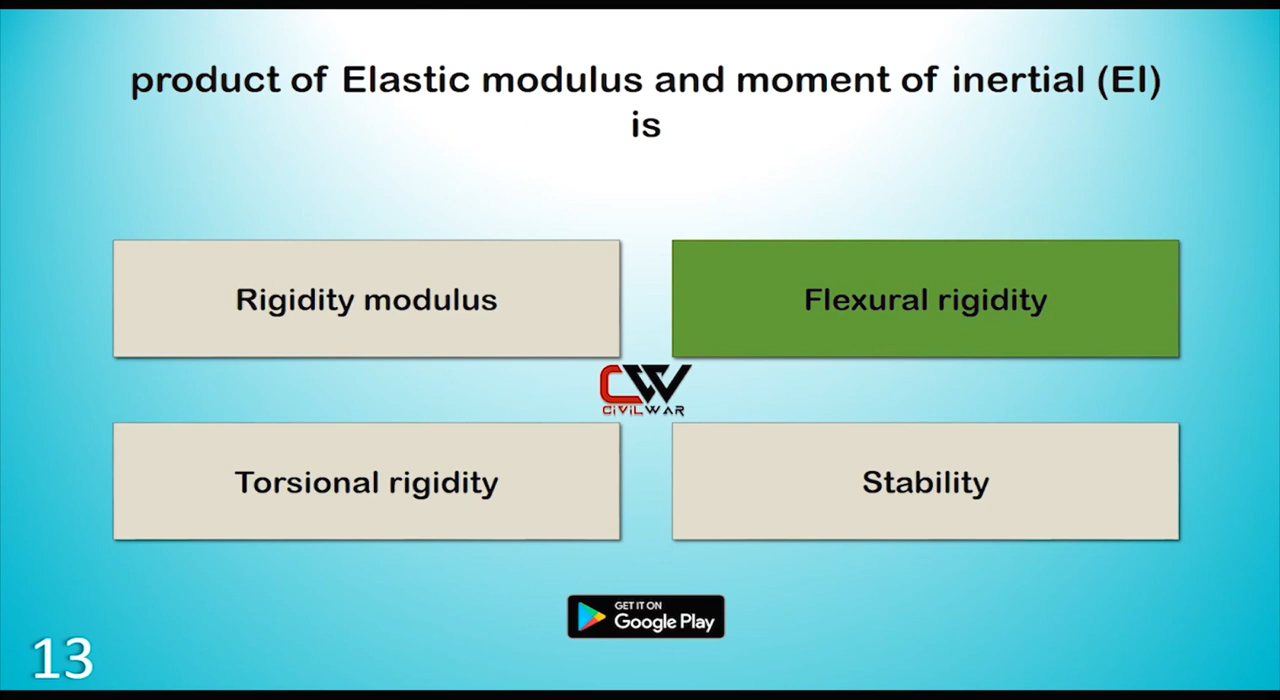 product of Elastic modulus and moment of inertial (EI)
is
Rigidity modulus
Flexural rigidity
CW
CiViLWAR
Torsional rigidity
Stability
GET IT ON
Google Play
13